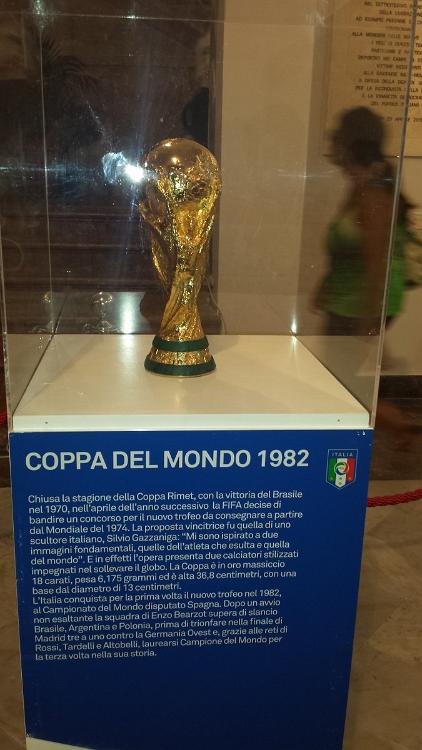 ALLA MEMORIA DELLE
PARTIGIANI E
DEPORTATI NEI CAMPI
COPPA DEL MONDO 1982
ITALIA
Chiusa la stagione della Coppa Rimet, con la vittoria del Brasile
nel 1970, nell'aprile dell'anno successivo la FIFA decise di
bandire un concorso per il nuovo trofeo da consegnare a partire
dal Mondiale del 1974. La proposta vincitrice fu quella di uno
scultore italiano, Silvio Gazzaniga: "Mi sono ispirato a due
immagini fondamentali, quelle dell'atleta che esulta e quella
del mondo". E in effetti l'opera presenta due calciatori stilizzati
impegnati nel sollevare il globo. La Coppa è in oro massiccio
18 carati, pesa 6,175 grammi ed è alta 36,8 centimetri, con una
base dal diametro di 13 centimetri.
L'Italia conquista per la prima volta il nuovo trofeo nel 1982,
al Campionato del Mondo disputato Spagna. Dopo un avvio
non esaltante la squadra di Enzo Bearzot supera di slancio
Brasile, Argentina e Polonia, prima di trionfare nella finale di
Madrid tre a uno contro la Germania Ovest e, grazie alle reti di
Rossi, Tardelli e Altobelli, laurearsi Campione del Mondo per
la terza volta nella sua storia.